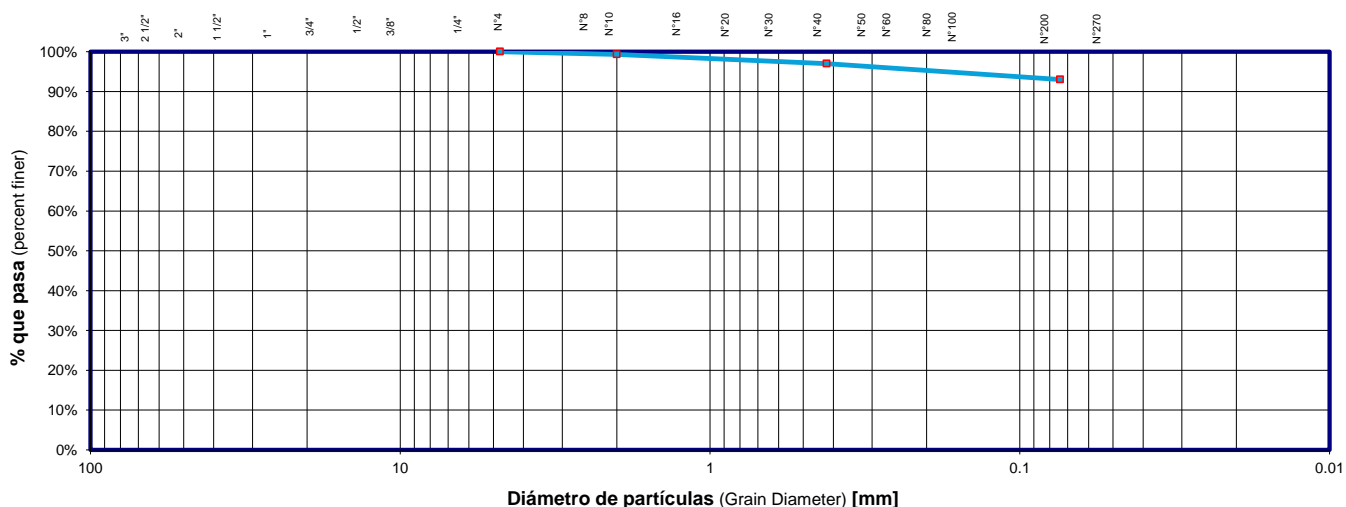 3"
2 1/2"
2"
1 1/2"
1"
3/4"
1/2"
3/8"
1/4"
N°4
N°8
N°10
N°16
N°20
N°30
N°40
N°50
N°60
N°80
N°100
N°200
N°270
100%
90%
80%
70%
60%
50%
40%
30%
20%
10%
0%
% que pasa (percent finer)
100
10
1
0.1
0.01
Diámetro de partículas (Grain Diameter) [mm]